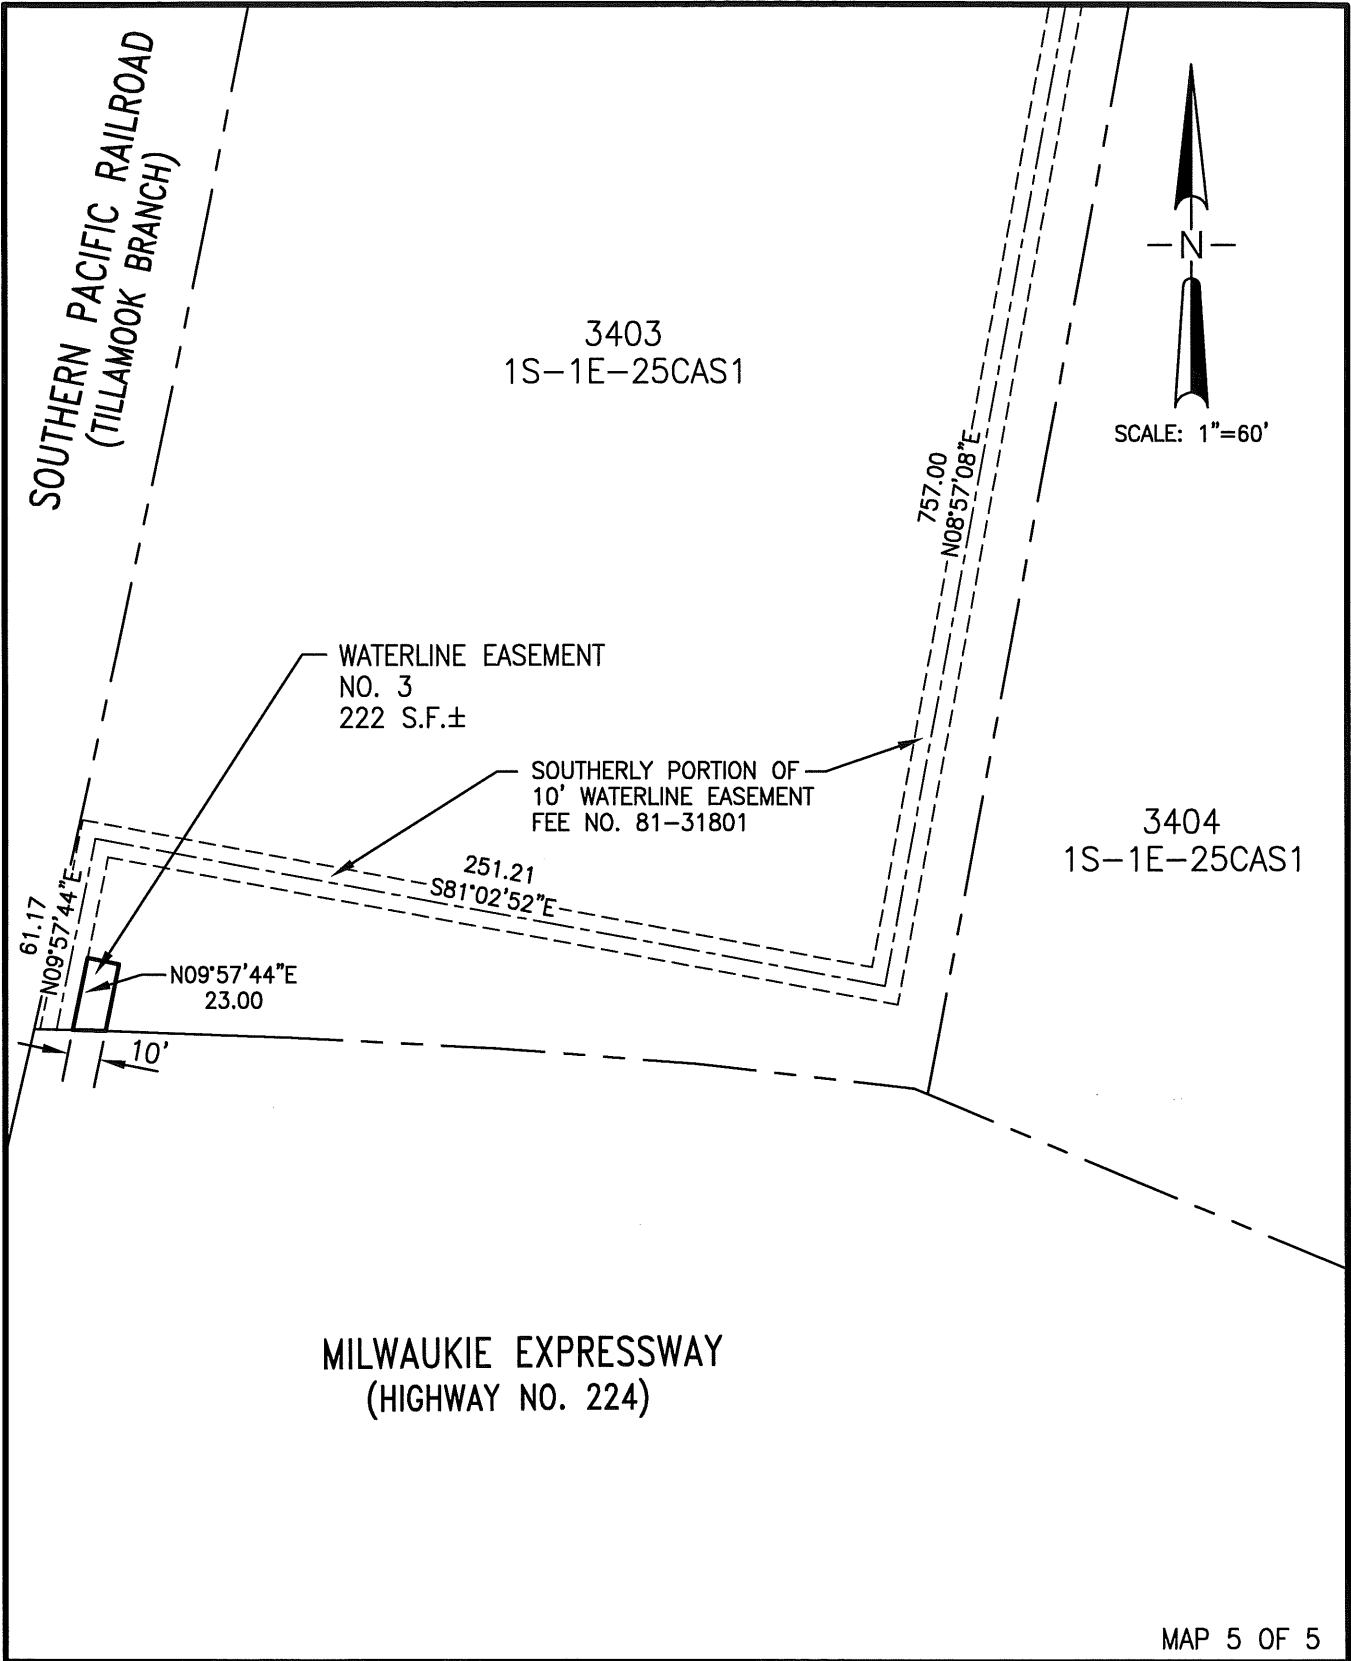 SOUTHERN PACIFIC RAILROAD
(TILLAMOOK BRANCH)
3403
1S-1E-25CAS1
N
SCALE: 1"=60'
757.00
N08°57'08"E
WATERLINE EASEMENT
NO. 3
222 S.F.±
SOUTHERLY PORTION OF
10' WATERLINE EASEMENT
FEE NO. 81-31801
3404
1S-1E-25CAS1
251.21
S81°02'52"E
61.17
N09°57'44"E
N09°57'44"E
23.00
10'
MILWAUKIE EXPRESSWAY
(HIGHWAY NO. 224)
MAP 5 OF 5